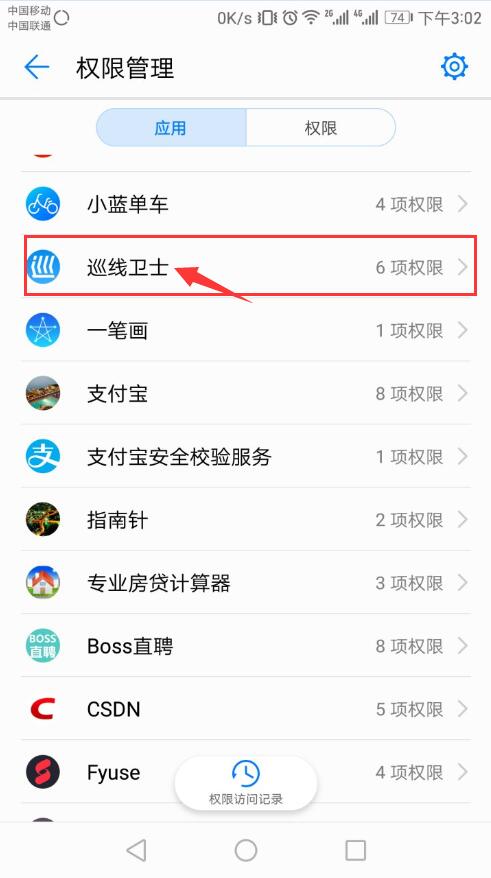 中国移动
中国联通
0K/s 2G 4G 74 下午3:02
权限管理
应用 权限
小蓝单车 4 项权限
巡线卫士 6 项权限
一笔画 1 项权限
支付宝 8 项权限
支 支付宝安全校验服务 1 项权限
指南针 2 项权限
专业房贷计算器 3 项权限
BOSS
直聘
Boss直聘 8 项权限
CSDN 5 项权限
Fyuse 4 项权限
权限访问记录